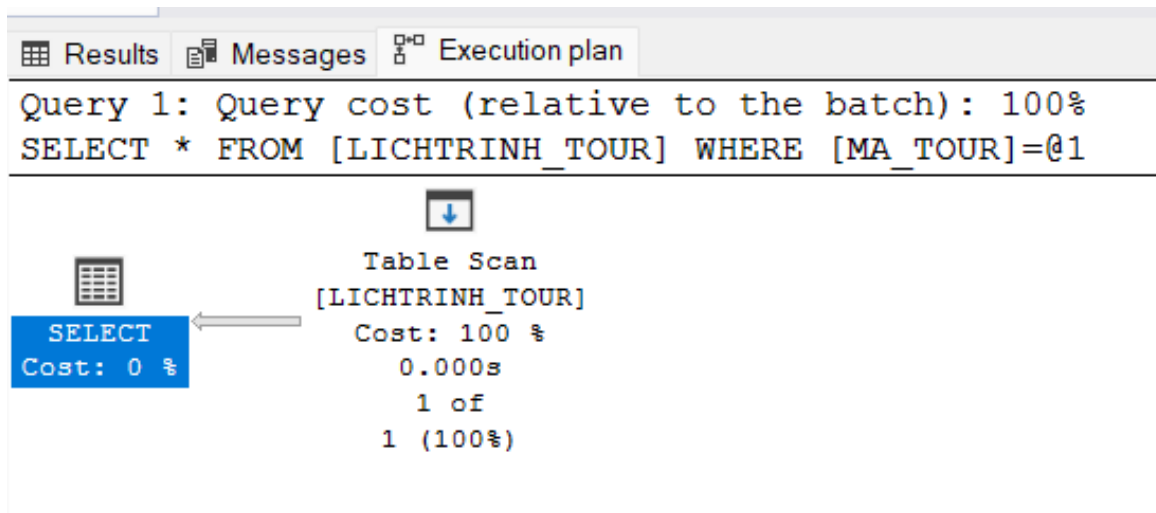 Results Messages Execution plan
Query 1: Query cost (relative to the batch): 100%
SELECT * FROM [LICHTRINH_TOUR] WHERE [MA_TOUR]=@1
Table Scan
[LICHTRINH_TOUR]
Cost: 100 %
0.000s
1 of
1 (100%)
SELECT
Cost: 0 %